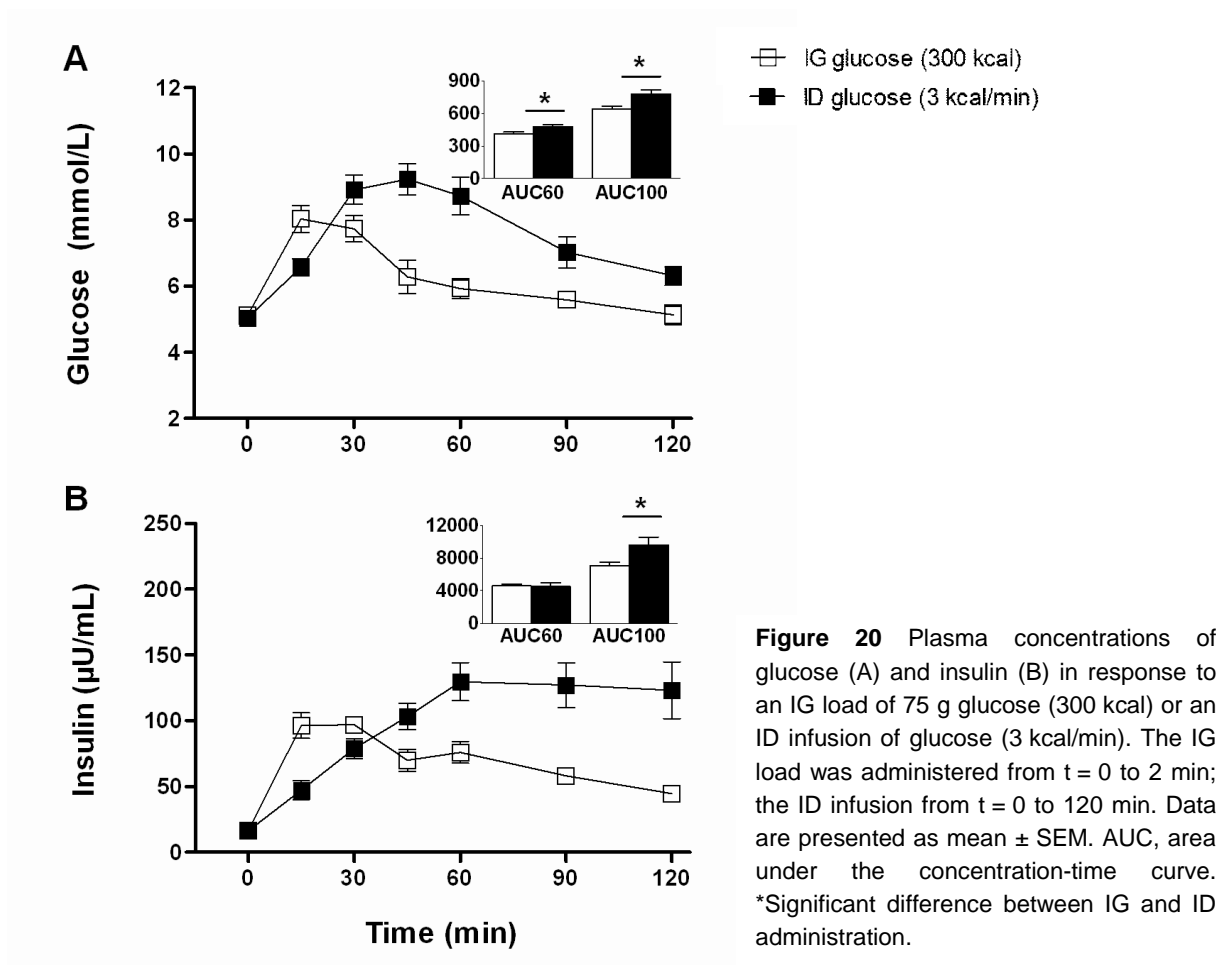 A
IG glucose (300 kcal)
ID glucose (3 kcal/min)
12
10
8
6
4
2
Glucose (mmol/L)
0 30 60 90 120
900
600
300
0
*
*
AUC60 AUC100
B
250
200
150
100
50
0
Insulin (µU/mL)
0 30 60 90 120
Time (min)
12000
8000
4000
0
*
AUC60 AUC100
Figure 20 Plasma concentrations of
glucose (A) and insulin (B) in response to
an IG load of 75 g glucose (300 kcal) or an
ID infusion of glucose (3 kcal/min). The IG
load was administered from t = 0 to 2 min;
the ID infusion from t = 0 to 120 min. Data
are presented as mean ± SEM. AUC, area
under the concentration-time curve.
*Significant difference between IG and ID
administration.